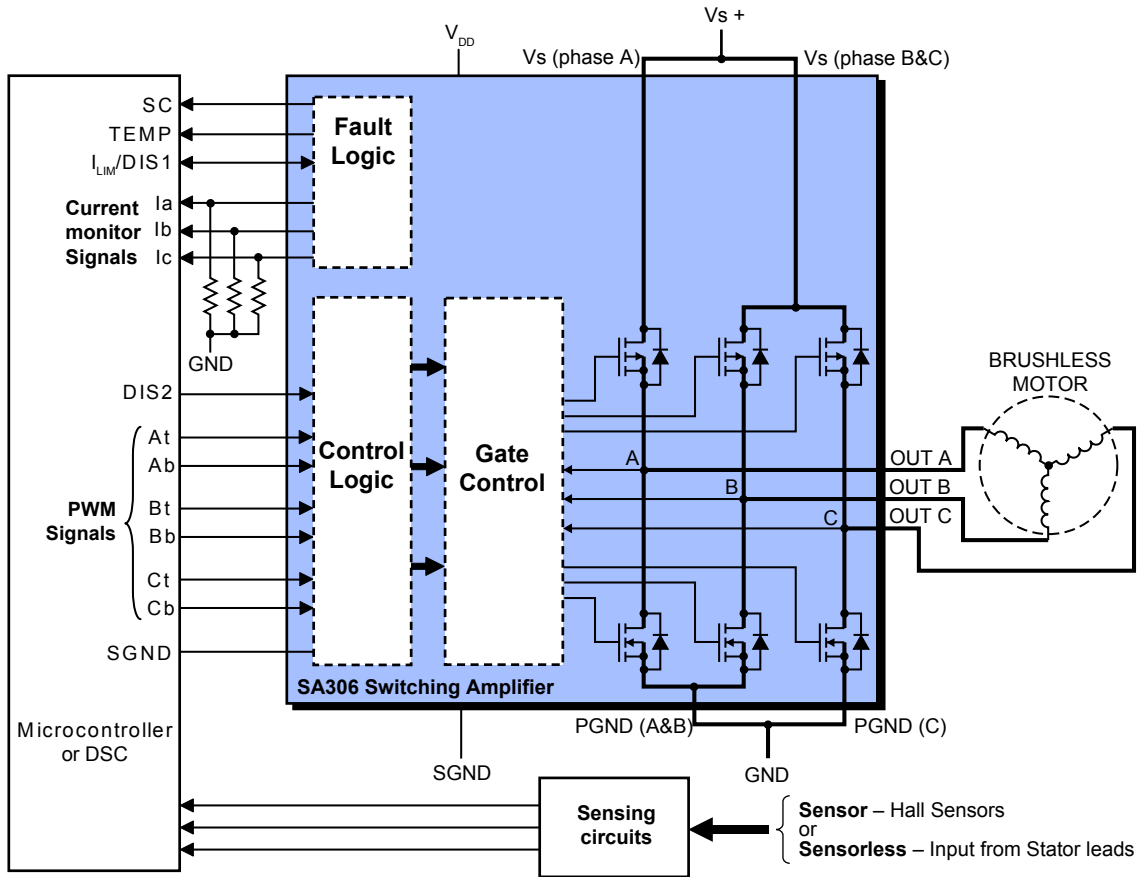 Vs +
V_DD
Vs (phase A)
Vs (phase B&C)
SC
TEMP
I_LIM/DIS1
Current
monitor
Signals
Ia
Ib
Ic
Fault
Logic
GND
DIS2
PWM
Signals
At
Ab
Bt
Bb
Ct
Cb
SGND
Control
Logic
Gate
Control
A
B
C
OUT A
OUT B
OUT C
BRUSHLESS
MOTOR
SA306 Switching Amplifier
PGND (A&B)
PGND (C)
Microcontroller
or DSC
SGND
GND
Sensing
circuits
Sensor – Hall Sensors
or
Sensorless – Input from Stator leads